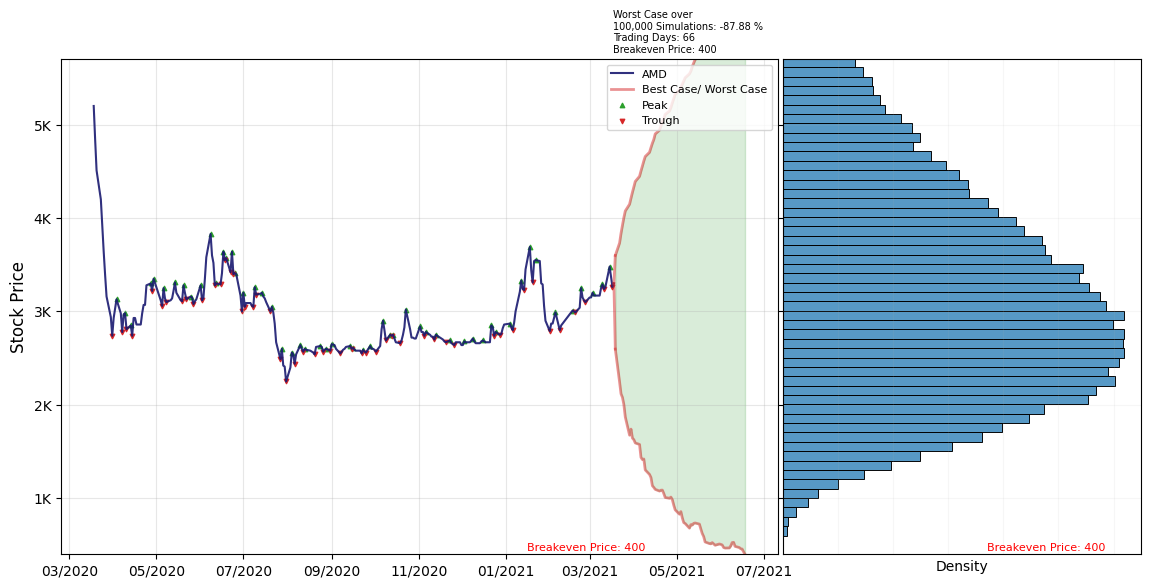 Worst Case over
100,000 Simulations: -87.88 %
Trading Days: 66
Breakeven Price: 400
AMD
Best Case/ Worst Case
Peak
Trough
Stock Price
5K
4K
3K
2K
1K
Breakeven Price: 400
Breakeven Price: 400
03/2020 05/2020 07/2020 09/2020 11/2020 01/2021 03/2021 05/2021 07/2021
Density